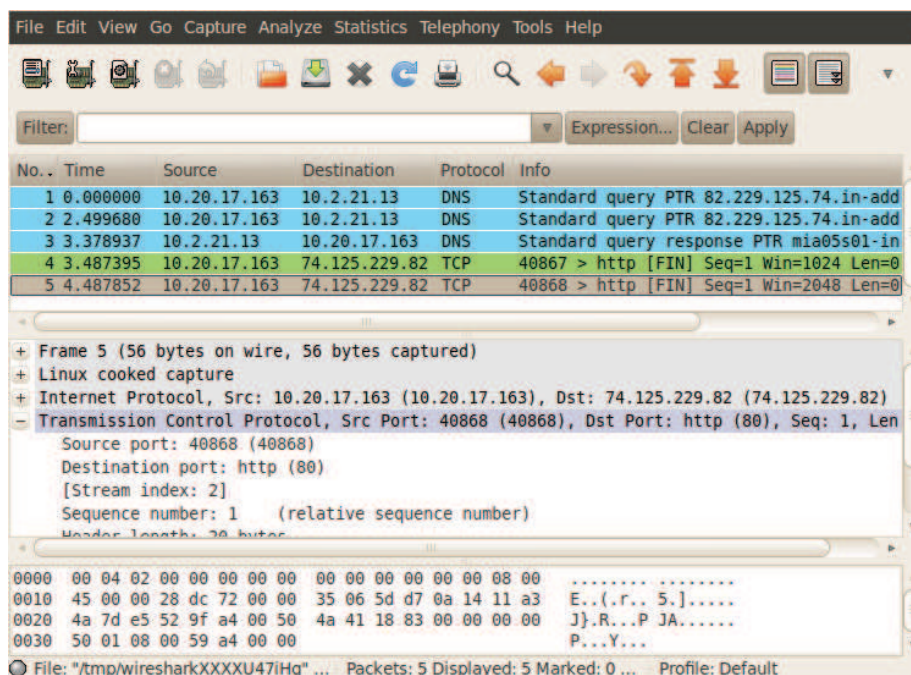 File Edit View Go Capture Analyze Statistics Telephony Tools Help
Filter: Expression... Clear Apply
No. . Time Source Destination Protocol Info
1 0.000000 10.20.17.163 10.2.21.13 DNS Standard query PTR 82.229.125.74.in-add
2 2.499680 10.20.17.163 10.2.21.13 DNS Standard query PTR 82.229.125.74.in-add
3 3.378937 10.2.21.13 10.20.17.163 DNS Standard query response PTR mia05s01-in
4 3.487395 10.20.17.163 74.125.229.82 TCP 40867 > http [FIN] Seq=1 Win=1024 Len=0
5 4.487852 10.20.17.163 74.125.229.82 TCP 40868 > http [FIN] Seq=1 Win=2048 Len=0
+ Frame 5 (56 bytes on wire, 56 bytes captured)
+ Linux cooked capture
+ Internet Protocol, Src: 10.20.17.163 (10.20.17.163), Dst: 74.125.229.82 (74.125.229.82)
− Transmission Control Protocol, Src Port: 40868 (40868), Dst Port: http (80), Seq: 1, Len
Source port: 40868 (40868)
Destination port: http (80)
[Stream index: 2]
Sequence number: 1 (relative sequence number)
Header length: 20 bytes
0000 00 04 02 00 00 00 00 00 00 00 00 00 00 00 08 00 ........ ........
0010 45 00 00 28 dc 72 00 00 35 06 5d d7 0a 14 11 a3 E..(.r.. 5.].....
0020 4a 7d e5 52 9f a4 00 50 4a 41 18 83 00 00 00 00 J}.R...P JA......
0030 50 01 08 00 59 a4 00 00 P...Y...
File: "/tmp/wiresharkXXXXU47iHq" ... Packets: 5 Displayed: 5 Marked: 0 ... Profile: Default